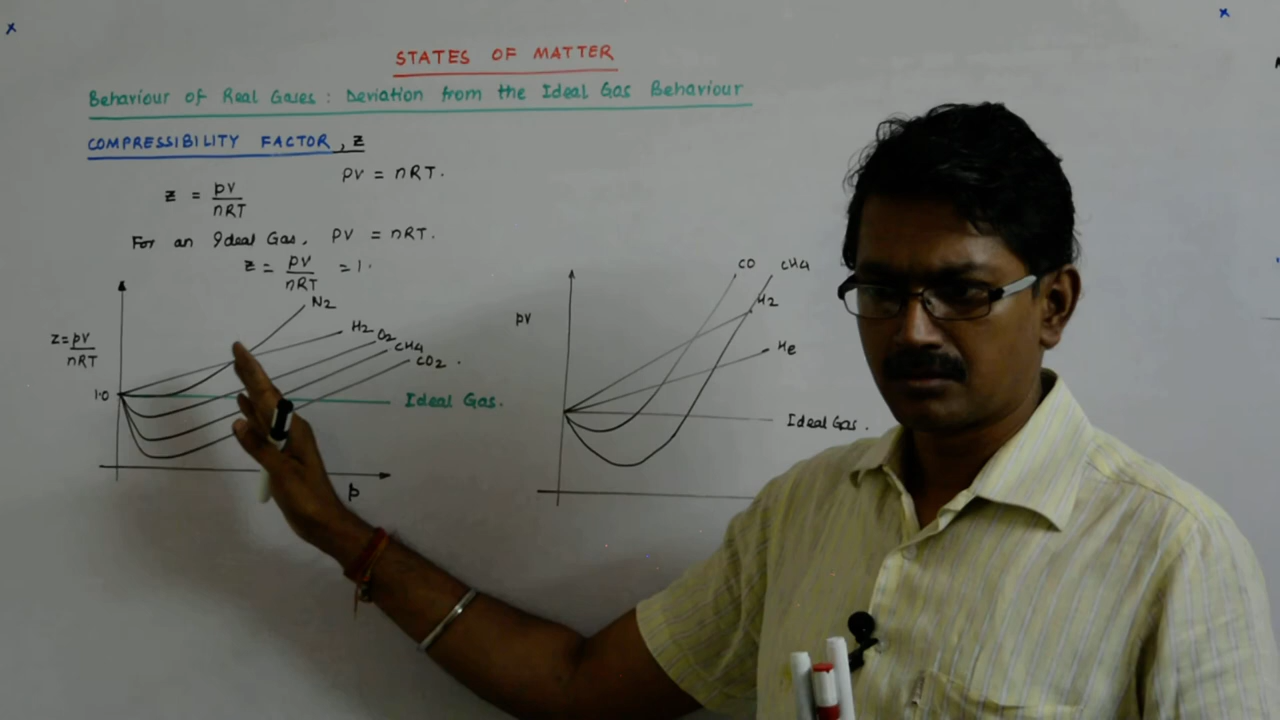 STATES OF MATTER
Behaviour of Real Gases : Deviation from the Ideal Gas Behaviour
COMPRESSIBILITY FACTOR, Z
Z = pV/nRT
pV = nRT.
For an Ideal Gas, pV = nRT.
Z = pV/nRT = 1.
Z=pV/nRT
N2
H2
O2
CH4
CO2.
1.0
Ideal Gas.
p
pV
CO
CH4
H2
He
Ideal Gas.